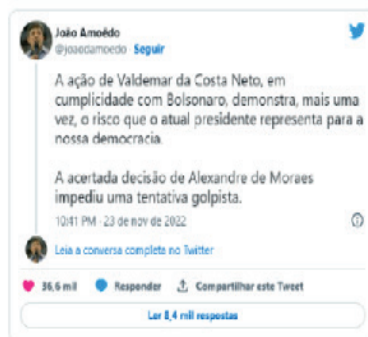 João Amoêdo
@joaodamoedo · Seguir
A ação de Valdemar da Costa Neto, em
cumplicidade com Bolsonaro, demonstra, mais uma
vez, o risco que o atual presidente representa para a
nossa democracia.
A acertada decisão de Alexandre de Moraes
impediu uma tentativa golpista.
10:41 PM · 23 de nov de 2022
Leia a conversa completa no Twitter
36,6 mil Responder Compartilhar este Tweet
Ler 8,4 mil respostas